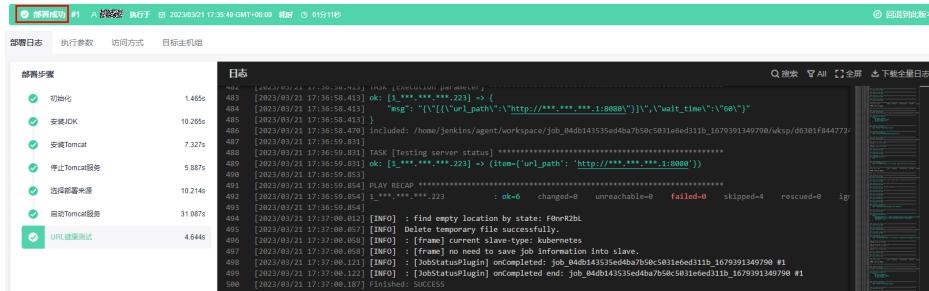 部署成功 #1 执行于 2023/03/21 17:35:49 GMT+08:00 耗时 01分11秒 回退到此版本
部署日志 执行参数 访问方式 目标主机组
部署步骤
初始化 1.465s
安装JDK 10.265s
安装Tomcat 7.327s
停止Tomcat服务 5.887s
选择部署来源 10.214s
启动Tomcat服务 31.087s
URL健康测试 4.644s
日志 搜索 All 全屏 下载全量日志
482 [2023/03/21 17:36:58.413] TASK [Execution parameter]
483 [2023/03/21 17:36:58.413] ok: [1_***.***.***.223] => {
484 [2023/03/21 17:36:58.413] "msg": "{\"[{\"url_path\":\"http://***.***.***.1:8080\"}]\",\"wait_time\":\"60\"}"
485 [2023/03/21 17:36:58.413] }
486 [2023/03/21 17:36:58.470] included: /home/jenkins/agent/workspace/job_04db143535ed4ba7b50c5031e6ed311b_1679391349790/wksp/d6301f8444772
487 [2023/03/21 17:36:59.831]
488 [2023/03/21 17:36:59.831] TASK [Testing server status] **************************************************
489 [2023/03/21 17:36:59.853] ok: [1_***.***.***.223] => (item={'url_path': 'http://***.***.***.1:8080'})
490 [2023/03/21 17:36:59.853]
491 [2023/03/21 17:36:59.854] PLAY RECAP *********************************************************************
492 [2023/03/21 17:36:59.854] 1_***.***.***.223 : ok=6 changed=0 unreachable=0 failed=0 skipped=4 rescued=0 ign
493 [2023/03/21 17:36:59.854]
494 [2023/03/21 17:37:00.012] [INFO] : find empty location by state: F0nrR2bL
495 [2023/03/21 17:37:00.057] [INFO] Delete temporary file successfully.
496 [2023/03/21 17:37:00.058] [INFO] : [frame] current slave-type: kubernetes
497 [2023/03/21 17:37:00.058] [INFO] : [frame] no need to save job information into slave.
498 [2023/03/21 17:37:00.121] [INFO] : [JobStatusPlugin] onCompleted: job_04db143535ed4ba7b50c5031e6ed311b_1679391349790 #1
499 [2023/03/21 17:37:00.122] [INFO] : [JobStatusPlugin] onCompleted end: job_04db143535ed4ba7b50c5031e6ed311b_1679391349790 #1
500 [2023/03/21 17:37:00.187] Finished: SUCCESS